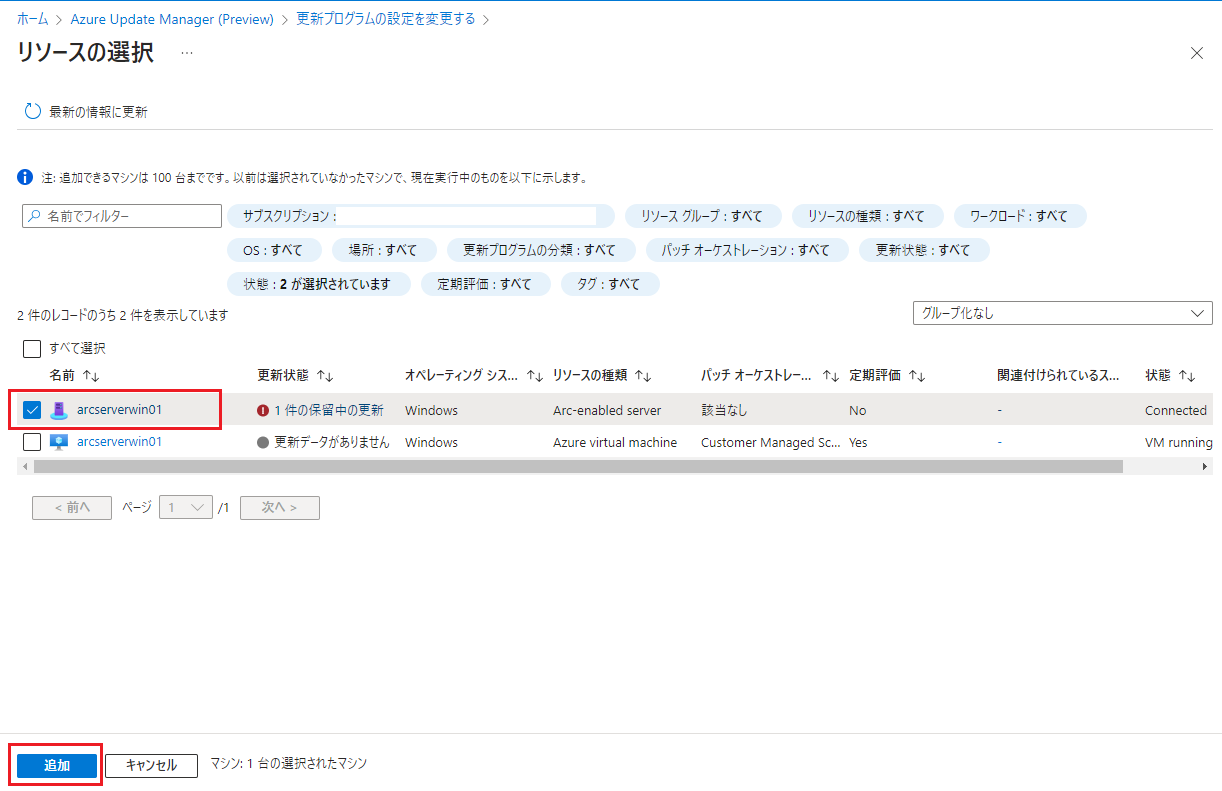 ホーム > Azure Update Manager (Preview) > 更新プログラムの設定を変更する >
リソースの選択 …
最新の情報に更新
注: 追加できるマシンは 100 台までです。以前は選択されていなかったマシンで、現在実行中のものを以下に示します。
名前でフィルター サブスクリプション : リソース グループ : すべて リソースの種類 : すべて ワークロード : すべて
OS : すべて 場所 : すべて 更新プログラムの分類 : すべて パッチ オーケストレーション : すべて 更新状態 : すべて
状態 : 2 が選択されています 定期評価 : すべて タグ : すべて
2 件のレコードのうち 2 件を表示しています グループ化なし
すべて選択
名前 ↑↓ 更新状態 ↑↓ オペレーティング シス... ↑↓ リソースの種類 ↑↓ パッチ オーケストレー... ↑↓ 定期評価 ↑↓ 関連付けられているス... 状態 ↑↓
arcserverwin01 1 件の保留中の更新 Windows Arc-enabled server 該当なし No - Connected
arcserverwin01 更新データがありません Windows Azure virtual machine Customer Managed Sc... Yes - VM running
< 前へ ページ 1 /1 次へ >
追加 キャンセル マシン: 1 台の選択されたマシン